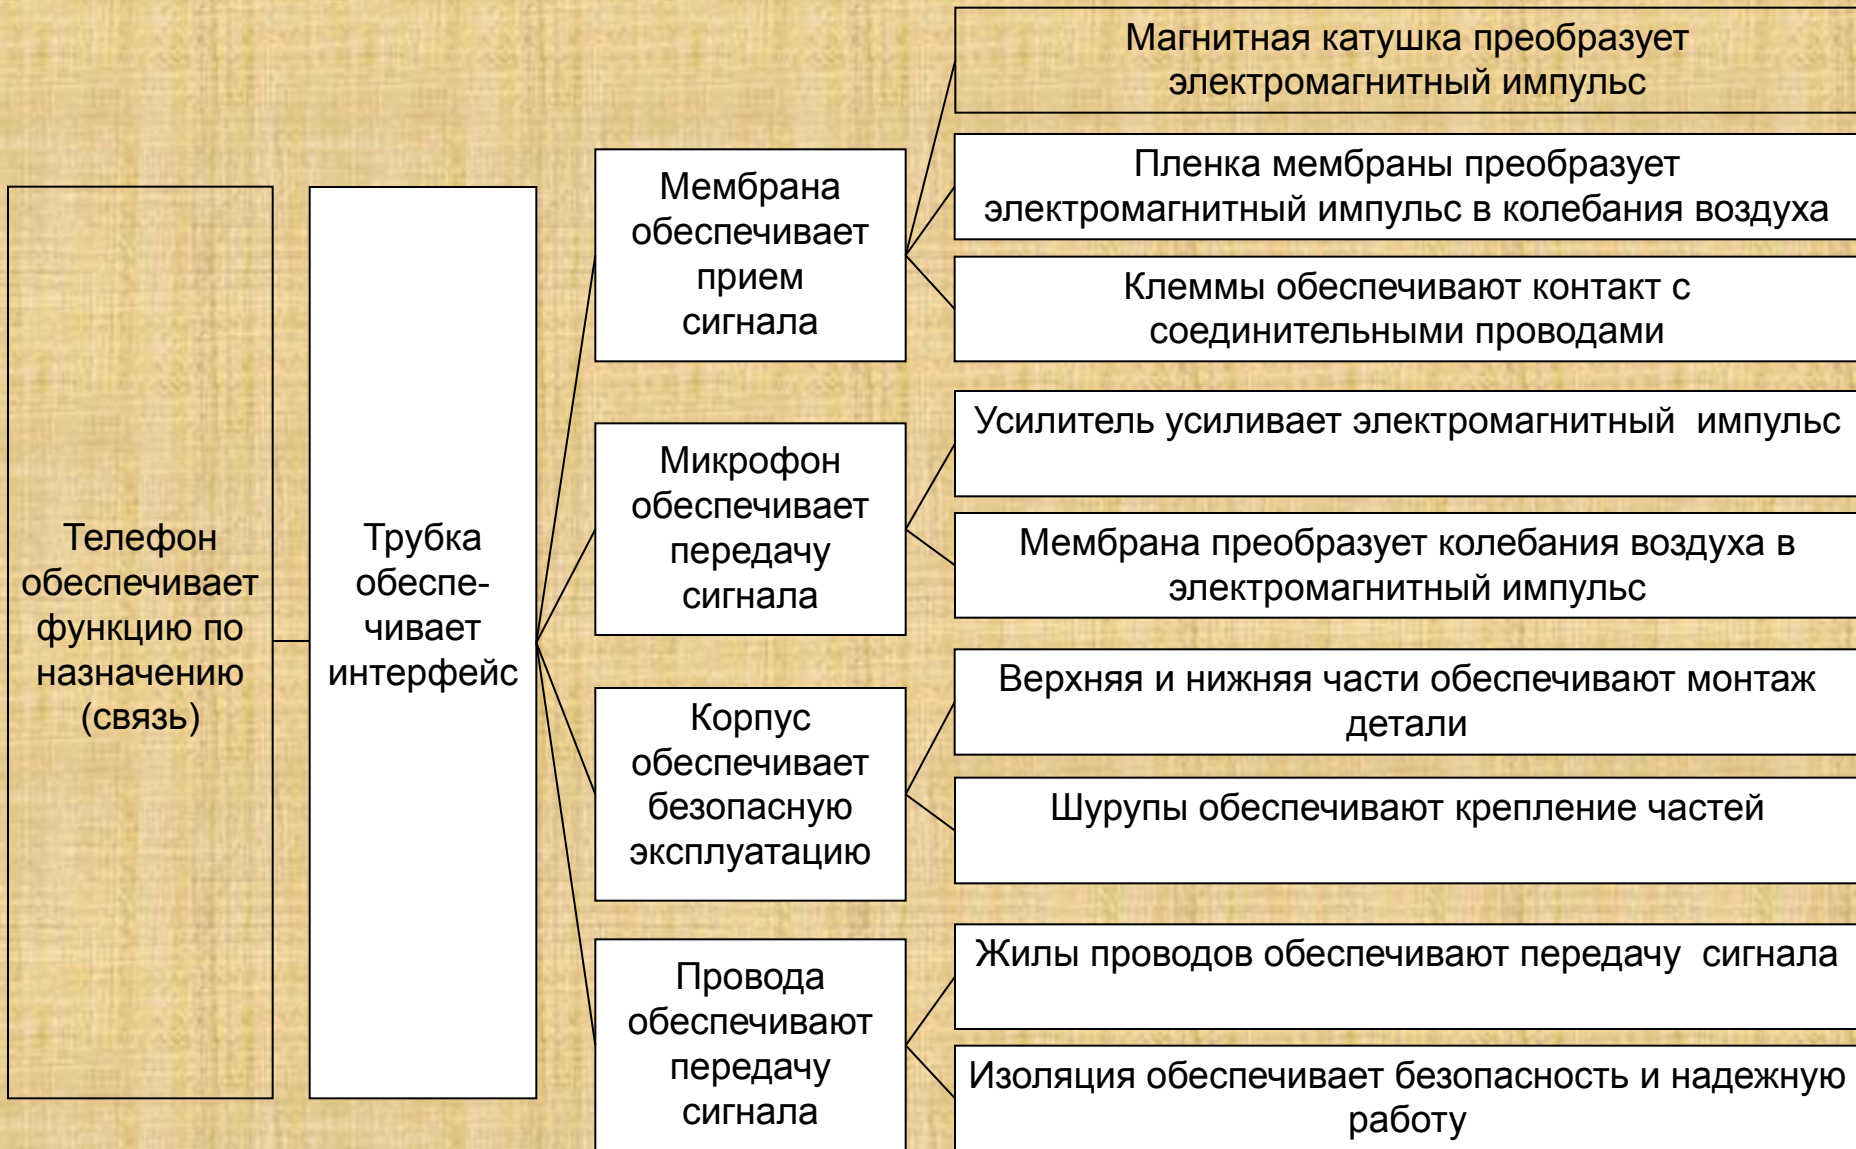 Телефон
обеспечивает
функцию по
назначению
(связь)
Трубка
обеспе-
чивает
интерфейс
Мембрана
обеспечивает
прием
сигнала
Магнитная катушка преобразует
электромагнитный импульс
Пленка мембраны преобразует
электромагнитный импульс в колебания воздуха
Клеммы обеспечивают контакт с
соединительными проводами
Микрофон
обеспечивает
передачу
сигнала
Усилитель усиливает электромагнитный импульс
Мембрана преобразует колебания воздуха в
электромагнитный импульс
Корпус
обеспечивает
безопасную
эксплуатацию
Верхняя и нижняя части обеспечивают монтаж
детали
Шурупы обеспечивают крепление частей
Провода
обеспечивают
передачу
сигнала
Жилы проводов обеспечивают передачу сигнала
Изоляция обеспечивает безопасность и надежную
работу